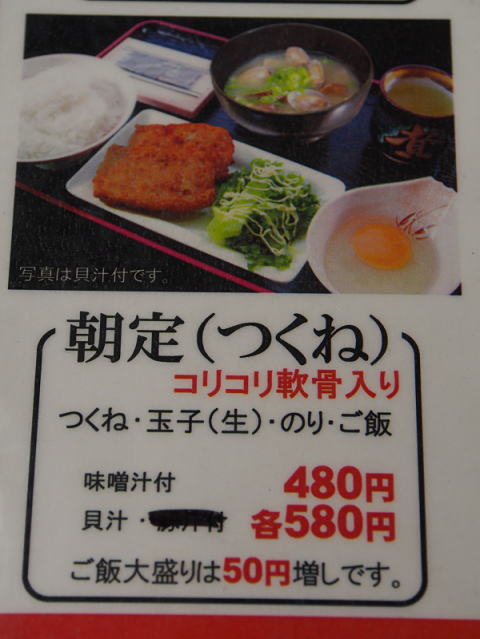 写真は貝汁付です。
朝定(つくね)
コリコリ軟骨入り
つくね・玉子(生)・のり・ご飯
味噌汁付 480円
貝汁・ 各580円
ご飯大盛りは50円増しです。